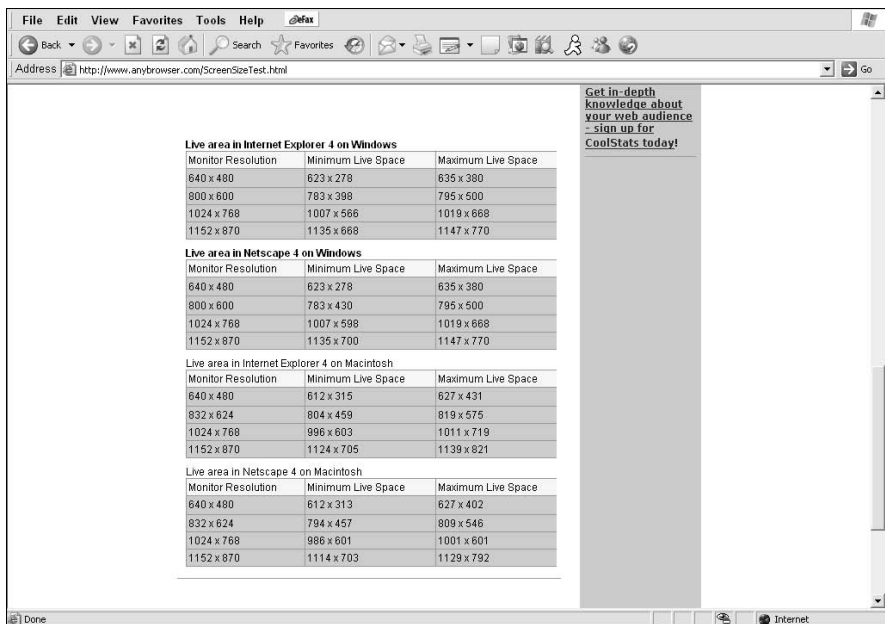 File Edit View Favorites Tools Help eFax
Back Search Favorites
Address http://www.anybrowser.com/ScreenSizeTest.html Go
Get in-depth
knowledge about
your web audience
- sign up for
CoolStats today!
Live area in Internet Explorer 4 on Windows
Monitor Resolution Minimum Live Space Maximum Live Space
640 x 480 623 x 278 635 x 380
800 x 600 783 x 398 795 x 500
1024 x 768 1007 x 566 1019 x 668
1152 x 870 1135 x 668 1147 x 770
Live area in Netscape 4 on Windows
Monitor Resolution Minimum Live Space Maximum Live Space
640 x 480 623 x 278 635 x 380
800 x 600 783 x 430 795 x 500
1024 x 768 1007 x 598 1019 x 668
1152 x 870 1135 x 700 1147 x 770
Live area in Internet Explorer 4 on Macintosh
Monitor Resolution Minimum Live Space Maximum Live Space
640 x 480 612 x 315 627 x 431
832 x 624 804 x 459 819 x 575
1024 x 768 996 x 603 1011 x 719
1152 x 870 1124 x 705 1139 x 821
Live area in Netscape 4 on Macintosh
Monitor Resolution Minimum Live Space Maximum Live Space
640 x 480 612 x 313 627 x 402
832 x 624 794 x 457 809 x 546
1024 x 768 986 x 601 1001 x 601
1152 x 870 1114 x 703 1129 x 792
Done Internet